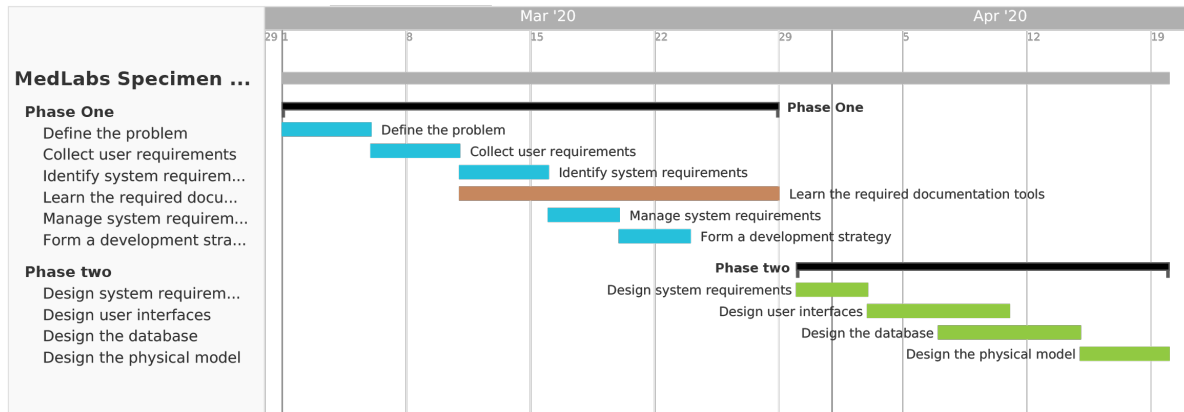 Mar '20 Apr '20
29 1 8 15 22 29 5 12 19
MedLabs Specimen ...
Phase One Phase One
Define the problem Define the problem
Collect user requirements Collect user requirements
Identify system requirem... Identify system requirements
Learn the required docu... Learn the required documentation tools
Manage system requirem... Manage system requirements
Form a development stra... Form a development strategy
Phase two Phase two
Design system requirem... Design system requirements
Design user interfaces Design user interfaces
Design the database Design the database
Design the physical model Design the physical model